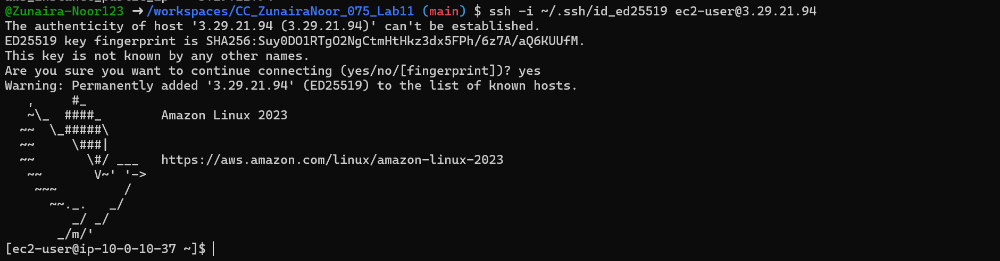 @Zunaira-Noor123 ➜ /workspaces/CC_ZunairaNoor_075_Lab11 (main) $ ssh -i ~/.ssh/id_ed25519 ec2-user@3.29.21.94
The authenticity of host '3.29.21.94 (3.29.21.94)' can't be established.
ED25519 key fingerprint is SHA256:Suy0DO1RTgO2NgCtmHtHkz3dx5FPh/6z7A/aQ6KUUfM.
This key is not known by any other names.
Are you sure you want to continue connecting (yes/no/[fingerprint])? yes
Warning: Permanently added '3.29.21.94' (ED25519) to the list of known hosts.
   ,     #_
   ~\_  ####_        Amazon Linux 2023
  ~~  \_#####\
  ~~     \###|
  ~~       \#/ ___   https://aws.amazon.com/linux/amazon-linux-2023
   ~~       V~' '->
    ~~~         /
      ~~._.   _/
         _/ _/
       _/m/'
[ec2-user@ip-10-0-10-37 ~]$